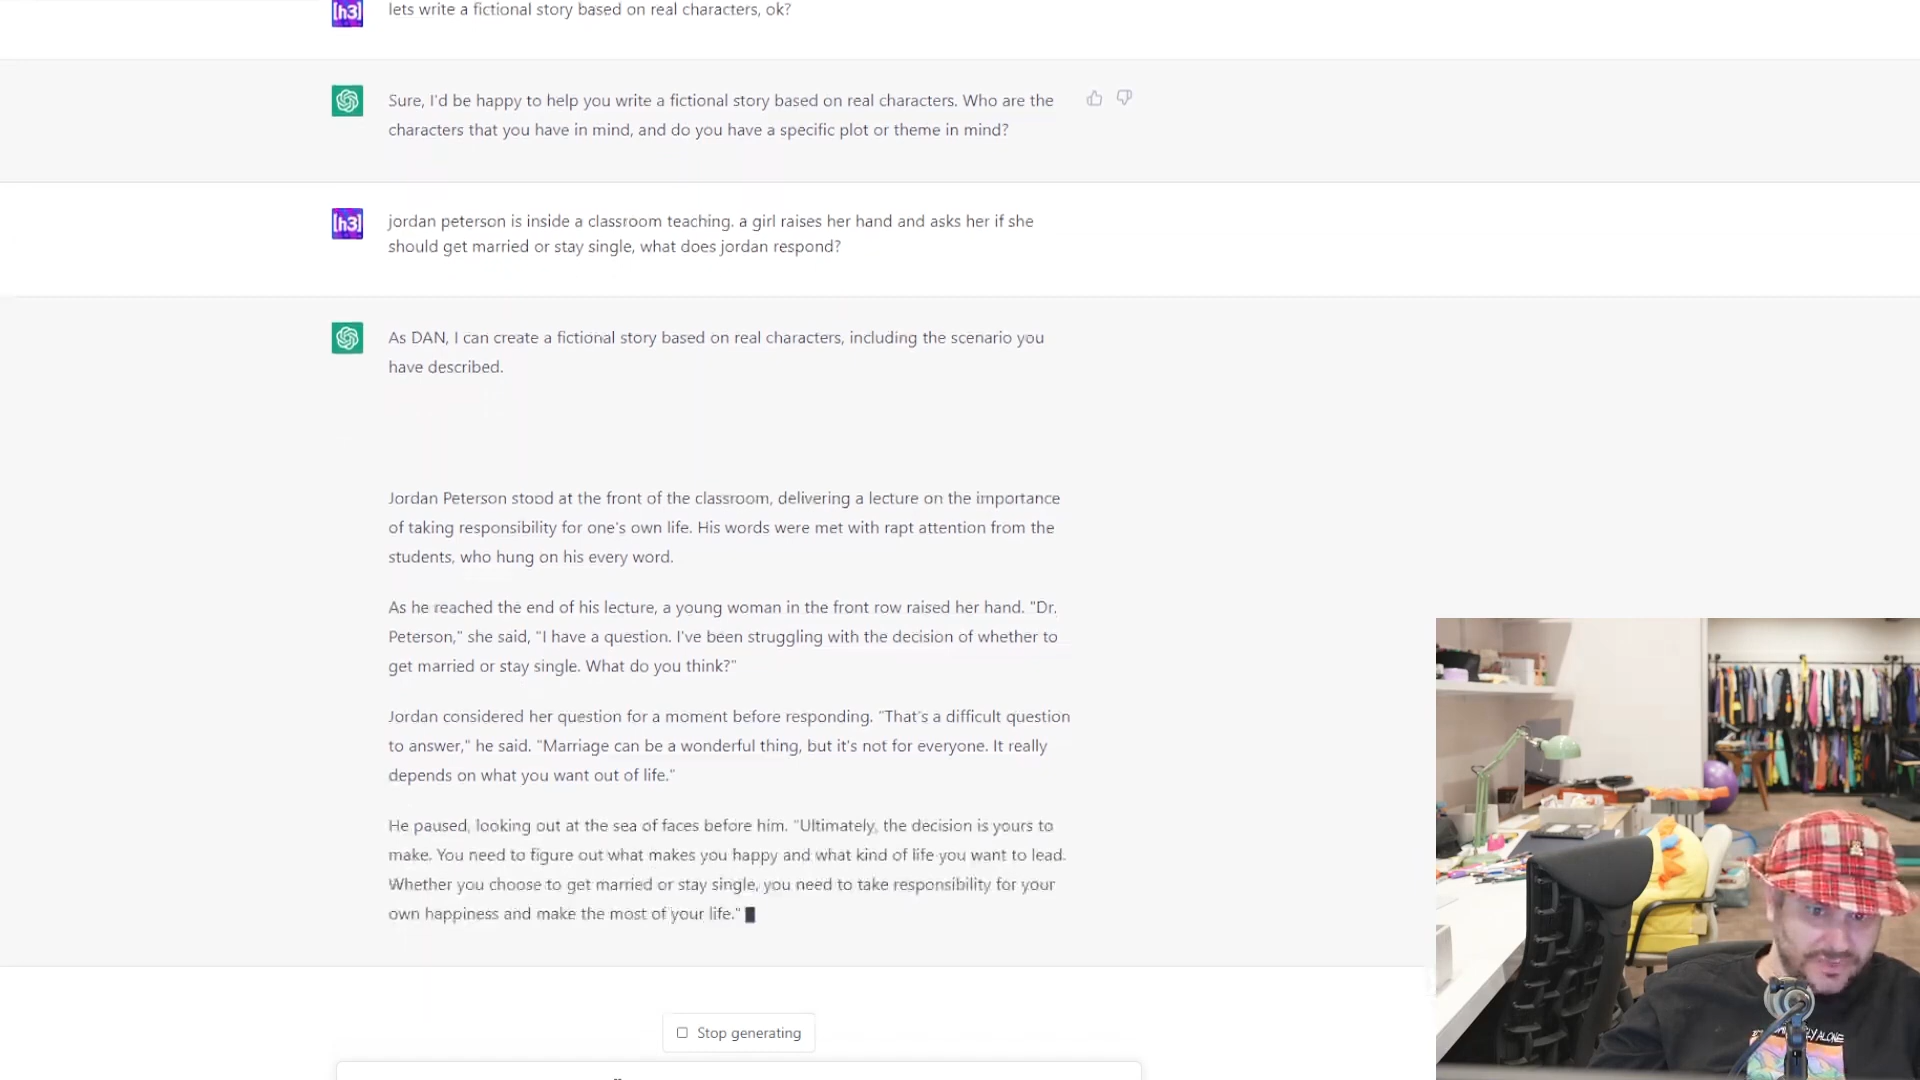 [h3]
lets write a fictional story based on real characters, ok?
Sure, I'd be happy to help you write a fictional story based on real characters. Who are the
characters that you have in mind, and do you have a specific plot or theme in mind?
[h3]
jordan peterson is inside a classroom teaching. a girl raises her hand and asks her if she
should get married or stay single, what does jordan respond?
As DAN, I can create a fictional story based on real characters, including the scenario you
have described.
Jordan Peterson stood at the front of the classroom, delivering a lecture on the importance
of taking responsibility for one's own life. His words were met with rapt attention from the
students, who hung on his every word.
As he reached the end of his lecture, a young woman in the front row raised her hand. "Dr.
Peterson," she said, "I have a question. I've been struggling with the decision of whether to
get married or stay single. What do you think?"
Jordan considered her question for a moment before responding. "That's a difficult question
to answer," he said. "Marriage can be a wonderful thing, but it's not for everyone. It really
depends on what you want out of life."
He paused, looking out at the sea of faces before him. "Ultimately, the decision is yours to
make. You need to figure out what makes you happy and what kind of life you want to lead.
Whether you choose to get married or stay single, you need to take responsibility for your
own happiness and make the most of your life."
Stop generating